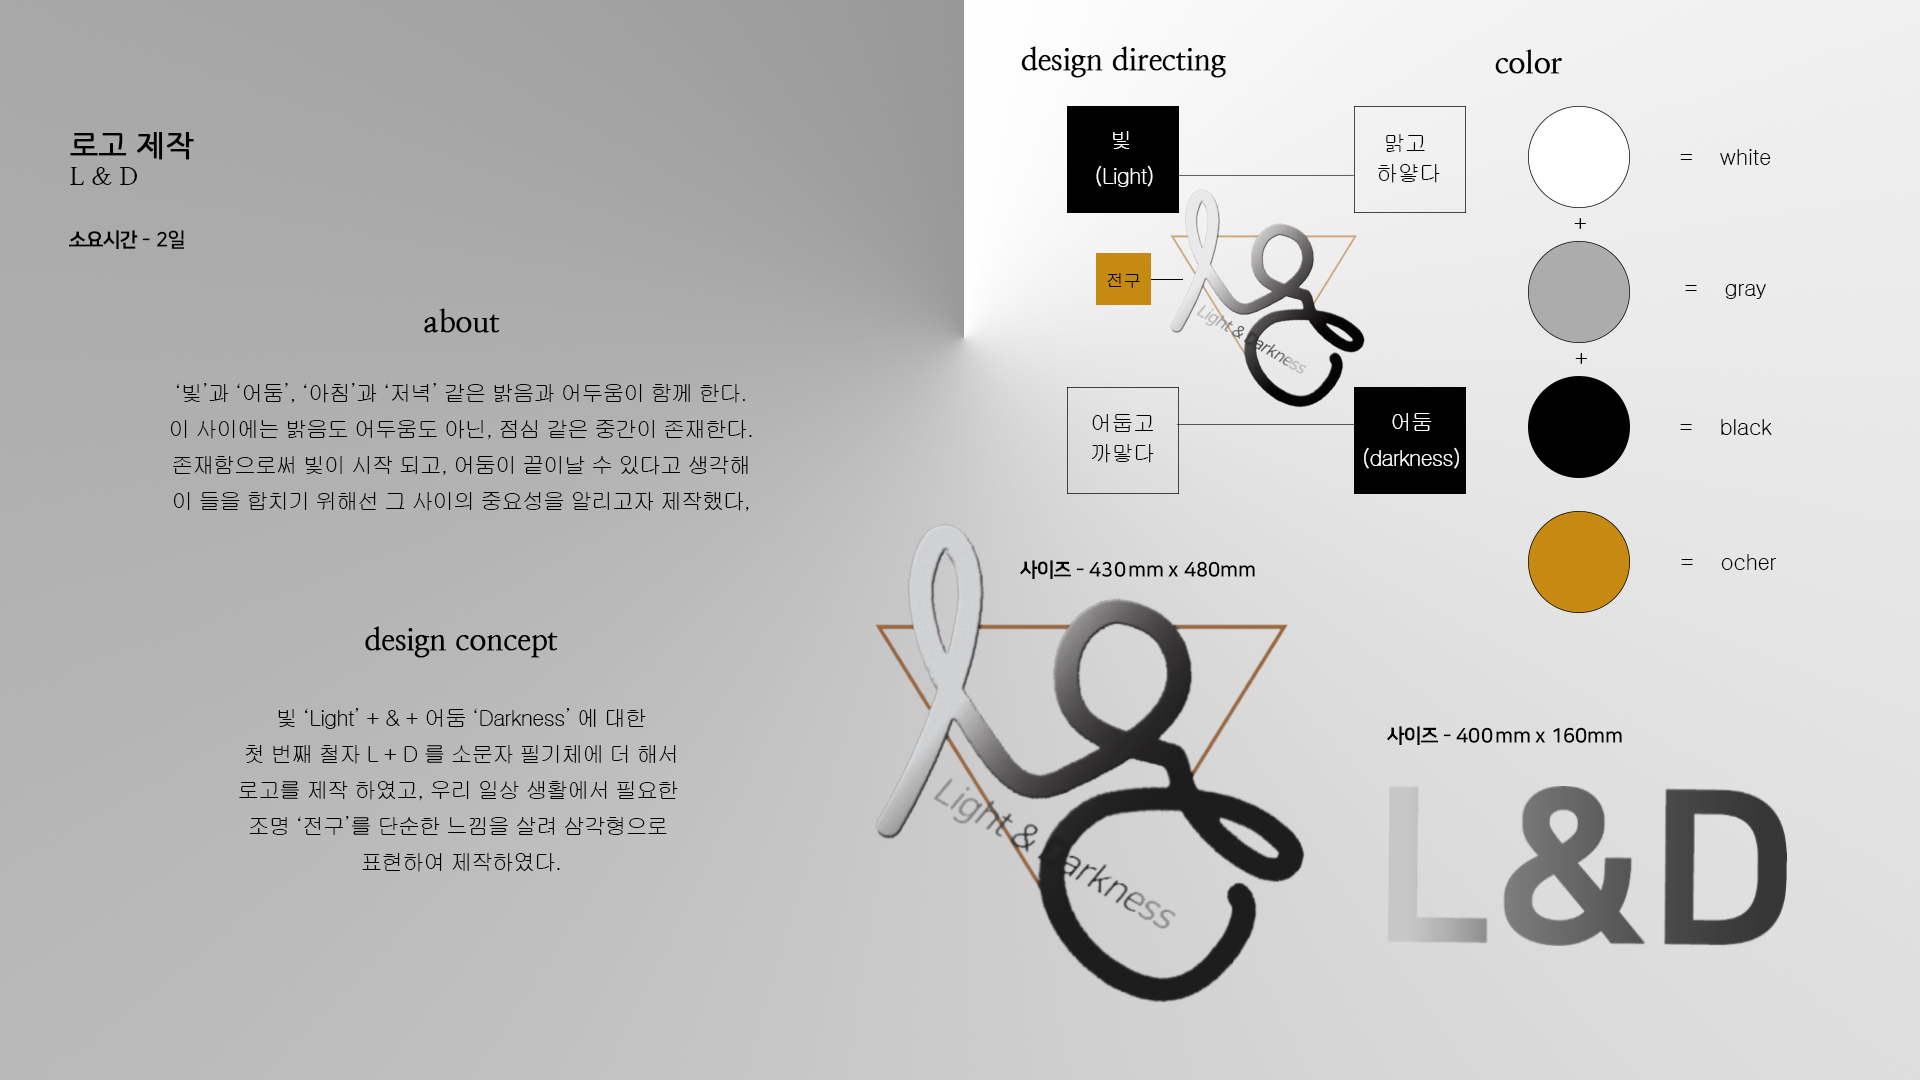 로고 제작
L & D
소요시간 - 2일
about
‘빛’과 ‘어둠’, ‘아침’과 ‘저녁’ 같은 밝음과 어두움이 함께 한다.
이 사이에는 밝음도 어두움도 아닌, 점심 같은 중간이 존재한다.
존재함으로써 빛이 시작 되고, 어둠이 끝이날 수 있다고 생각해
이 들을 합치기 위해선 그 사이의 중요성을 알리고자 제작했다,
design concept
빛 ‘Light’ + & + 어둠 ‘Darkness’ 에 대한
첫 번째 철자 L + D 를 소문자 필기체에 더 해서
로고를 제작 하였고, 우리 일상 생활에서 필요한
조명 ‘전구’를 단순한 느낌을 살려 삼각형으로
표현하여 제작하였다.
design directing
빛
(Light)
맑고
하얗다
전구
Light & Darkness
어둡고
까맣다
어둠
(darkness)
color
= white
+
= gray
+
= black
= ocher
사이즈 - 430mm x 480mm
Light & Darkness
사이즈 - 400mm x 160mm
L&D